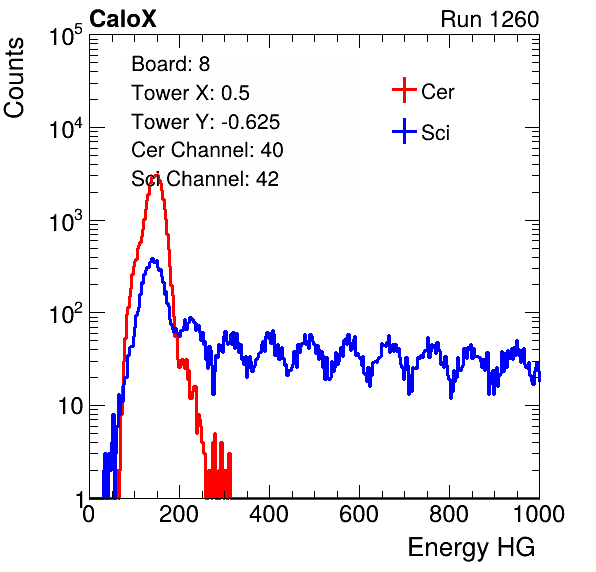 CaloX Run 1260
Counts
Board: 8
Tower X: 0.5
Tower Y: -0.625
Cer Channel: 40
Sci Channel: 42
Cer
Sci
10^5
10^4
10^3
10^2
10
1
0 200 400 600 800 1000
Energy HG